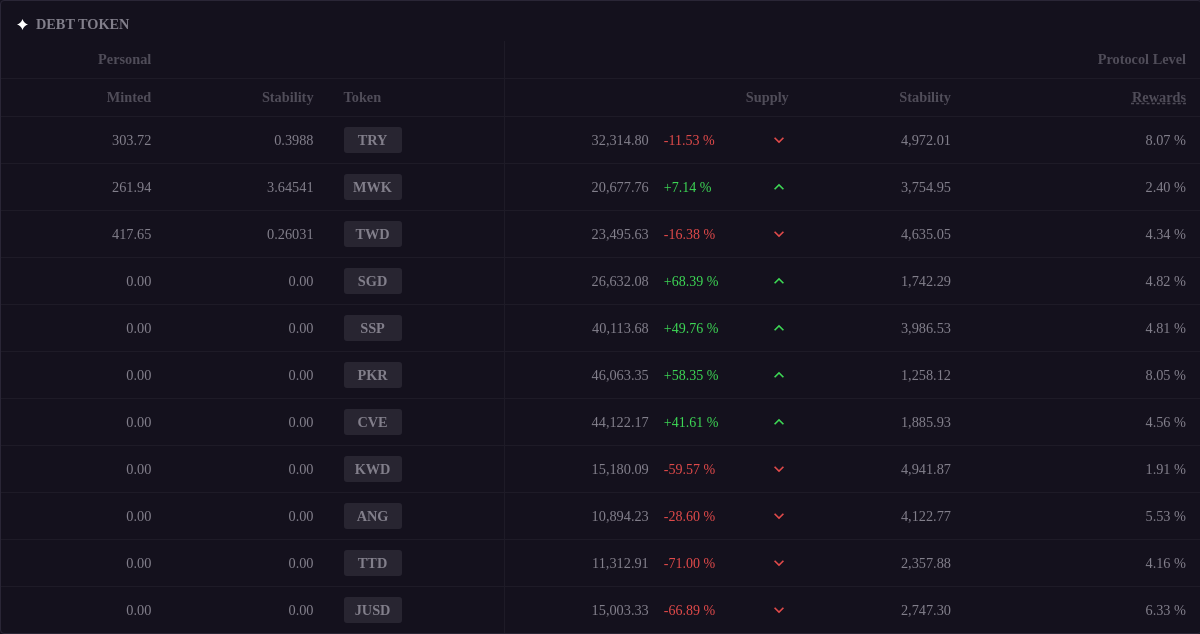 DEBT TOKEN
Personal Protocol Level
Minted Stability Token Supply Stability Rewards
303.72 0.3988 TRY 32,314.80 -11.53 % 4,972.01 8.07 %
261.94 3.64541 MWK 20,677.76 +7.14 % 3,754.95 2.40 %
417.65 0.26031 TWD 23,495.63 -16.38 % 4,635.05 4.34 %
0.00 0.00 SGD 26,632.08 +68.39 % 1,742.29 4.82 %
0.00 0.00 SSP 40,113.68 +49.76 % 3,986.53 4.81 %
0.00 0.00 PKR 46,063.35 +58.35 % 1,258.12 8.05 %
0.00 0.00 CVE 44,122.17 +41.61 % 1,885.93 4.56 %
0.00 0.00 KWD 15,180.09 -59.57 % 4,941.87 1.91 %
0.00 0.00 ANG 10,894.23 -28.60 % 4,122.77 5.53 %
0.00 0.00 TTD 11,312.91 -71.00 % 2,357.88 4.16 %
0.00 0.00 JUSD 15,003.33 -66.89 % 2,747.30 6.33 %